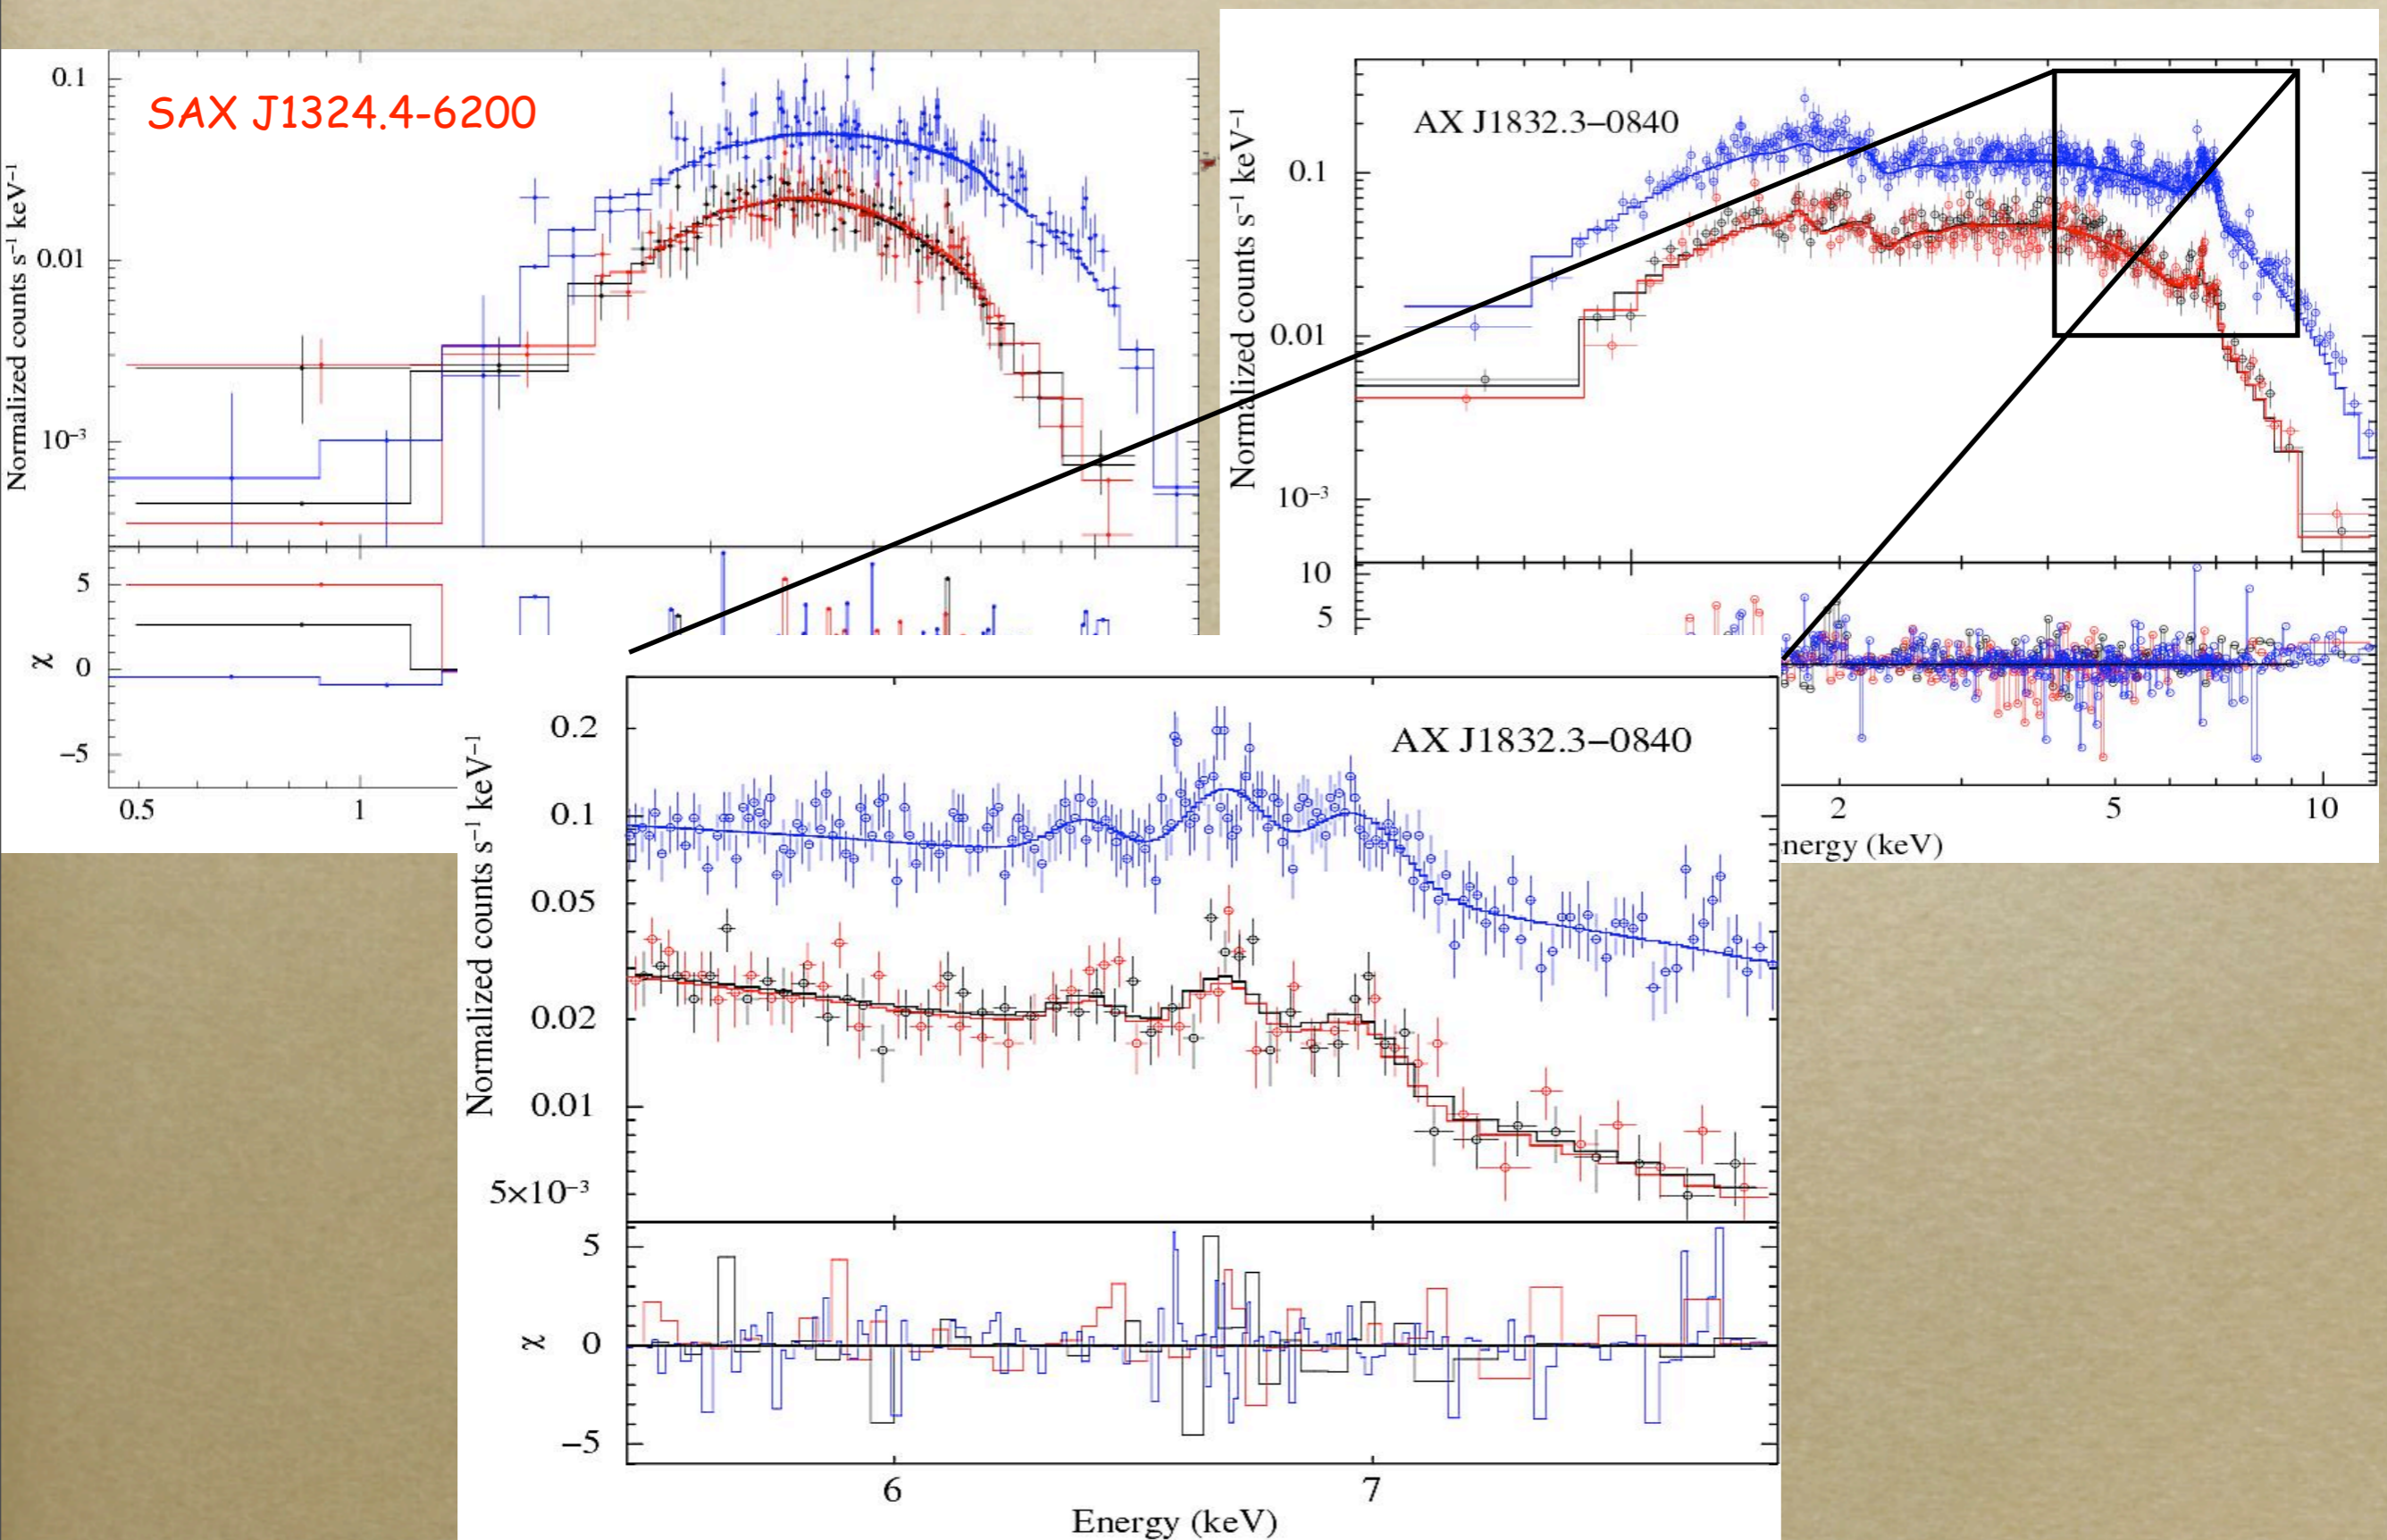 SAX J1324.4-6200
Normalized counts s⁻¹ keV⁻¹
0.1
0.01
10⁻³
χ
5
0
−5
0.5 1
AX J1832.3−0840
Normalized counts s⁻¹ keV⁻¹
0.1
0.01
10⁻³
10
5
2 5 10
nergy (keV)
AX J1832.3−0840
Normalized counts s⁻¹ keV⁻¹
0.2
0.1
0.05
0.02
0.01
5×10⁻³
χ
5
0
−5
6 7
Energy (keV)